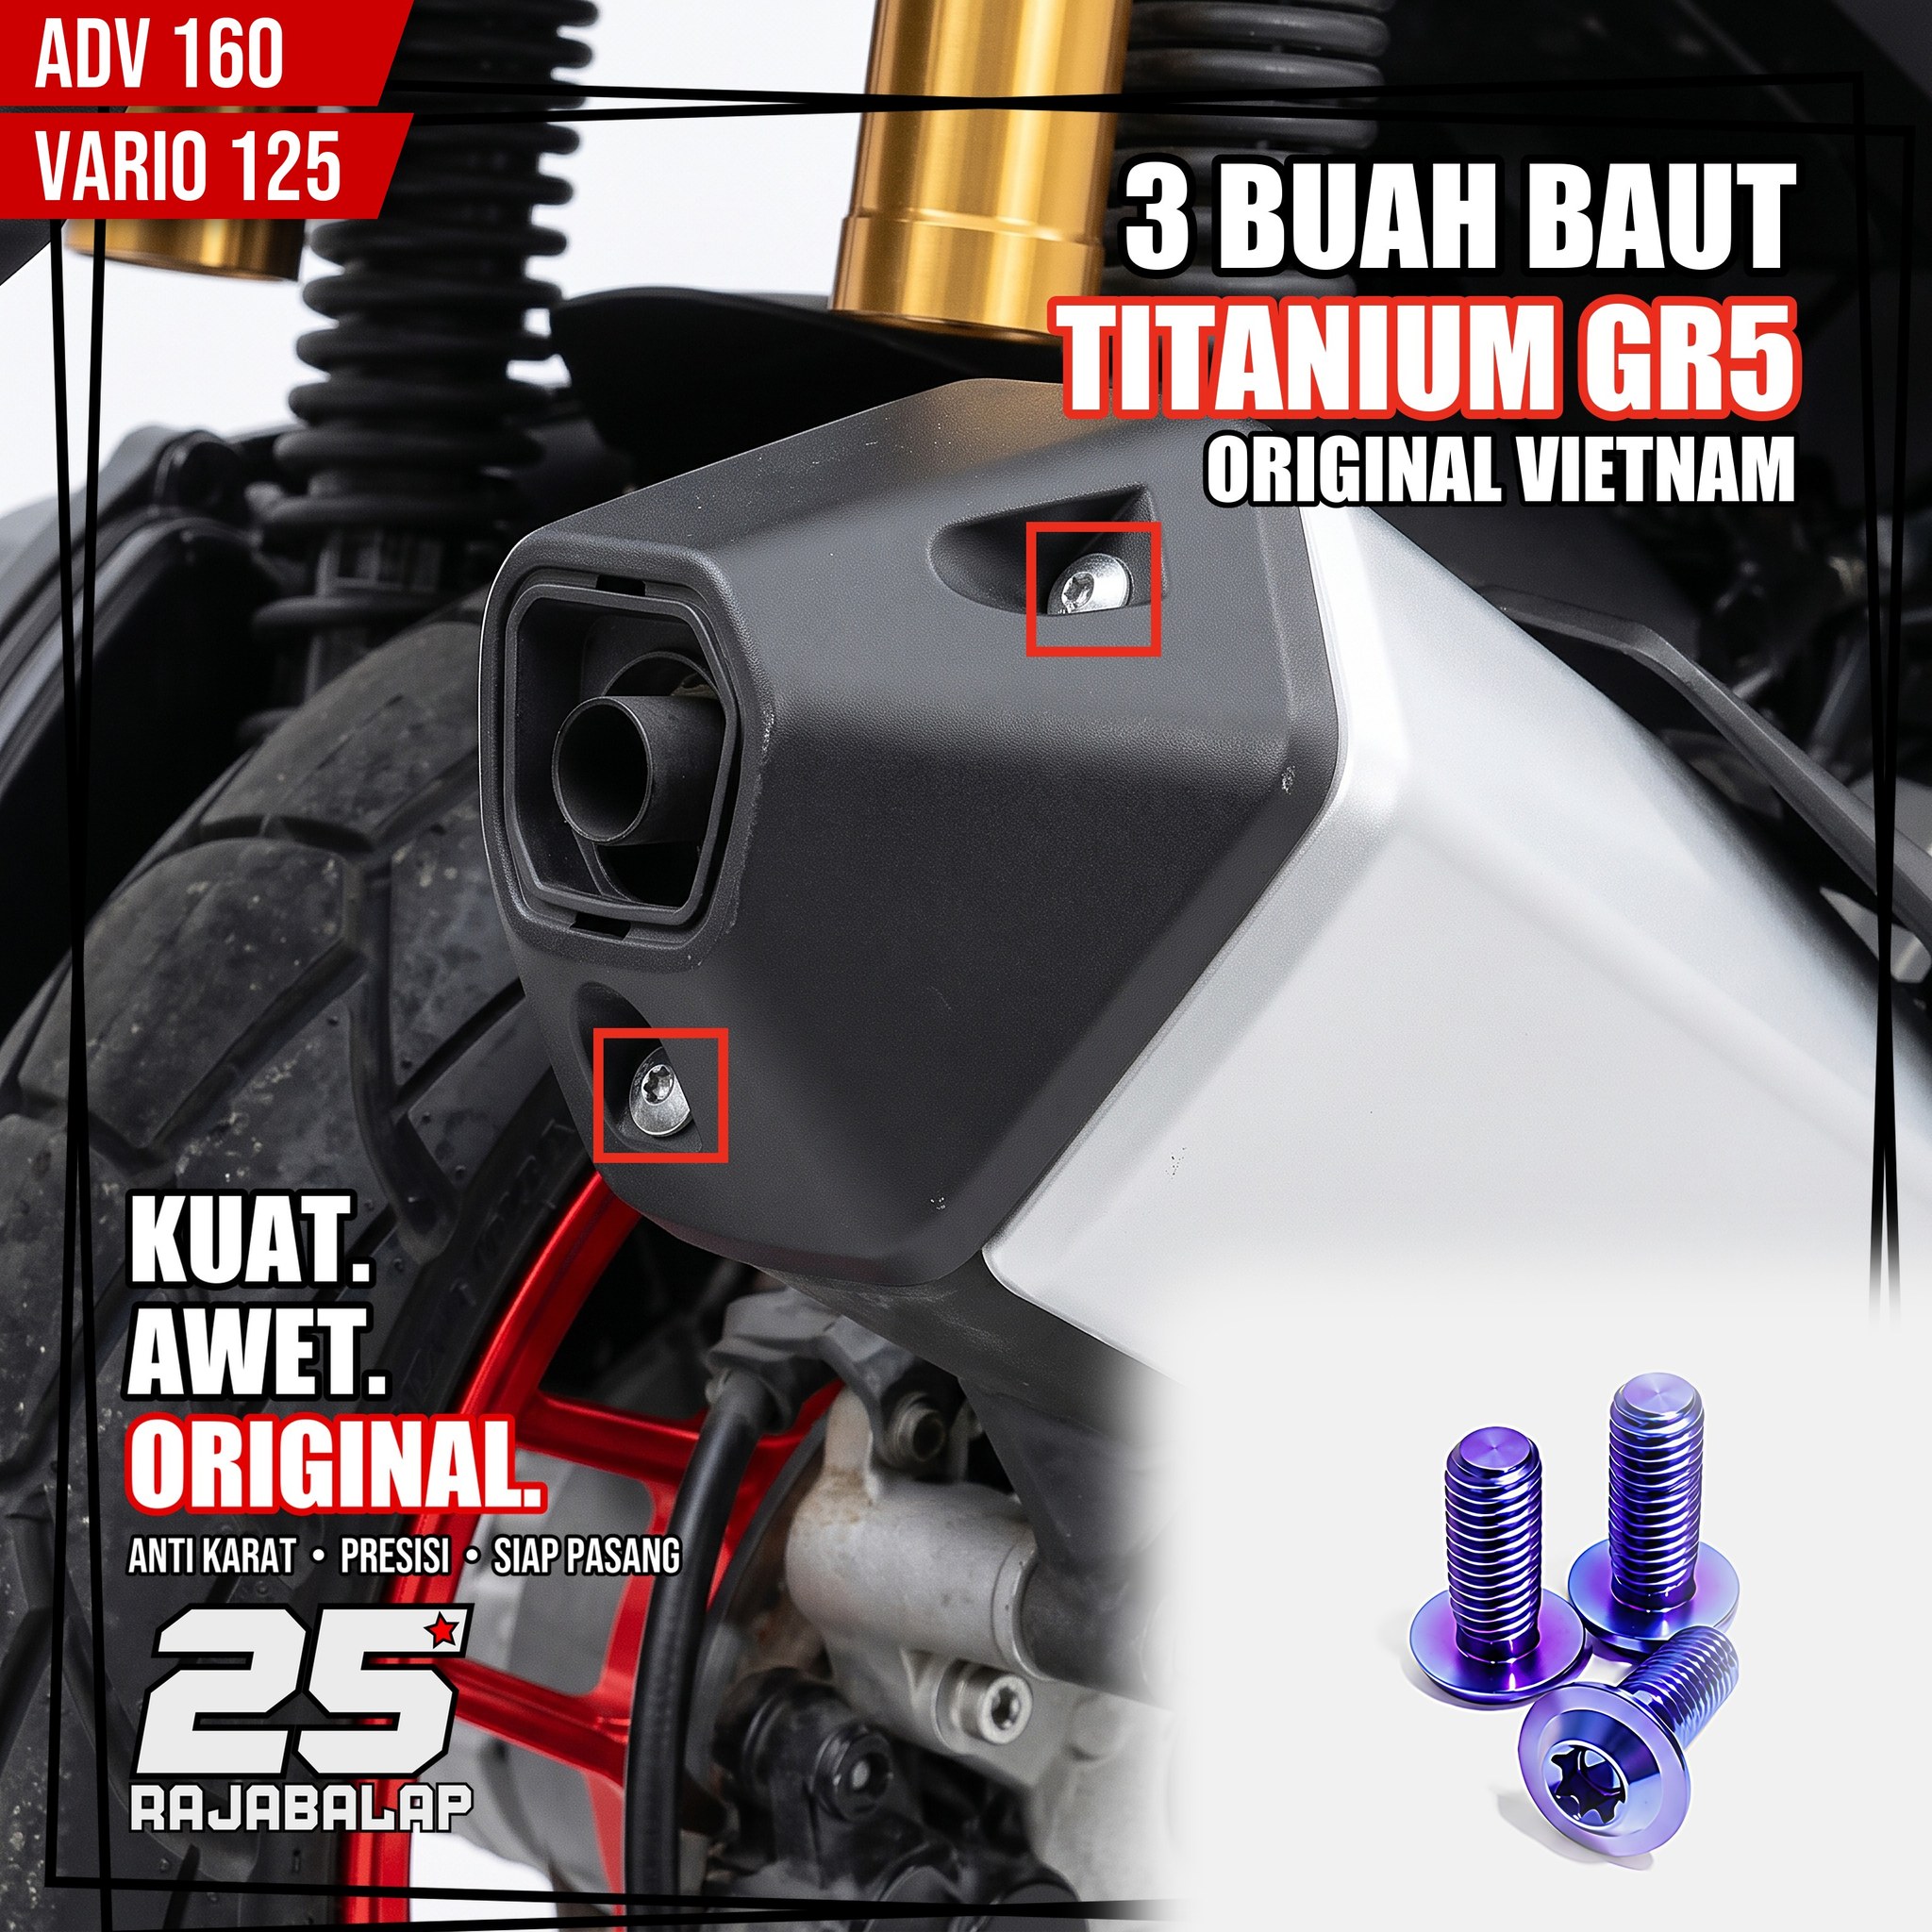 ADV 160
VARIO 125
3 BUAH BAUT
TITANIUM GR5
ORIGINAL VIETNAM
KUAT.
AWET.
ORIGINAL.
ANTI KARAT • PRESISI • SIAP PASANG
25
RAJABALAP